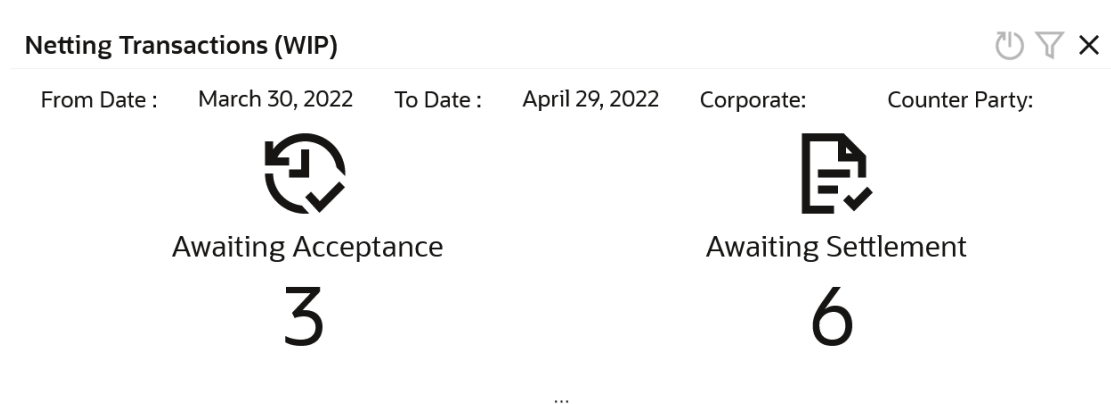 Netting Transactions (WIP)
From Date : March 30, 2022 To Date : April 29, 2022 Corporate: Counter Party:
Awaiting Acceptance Awaiting Settlement
3 6
...